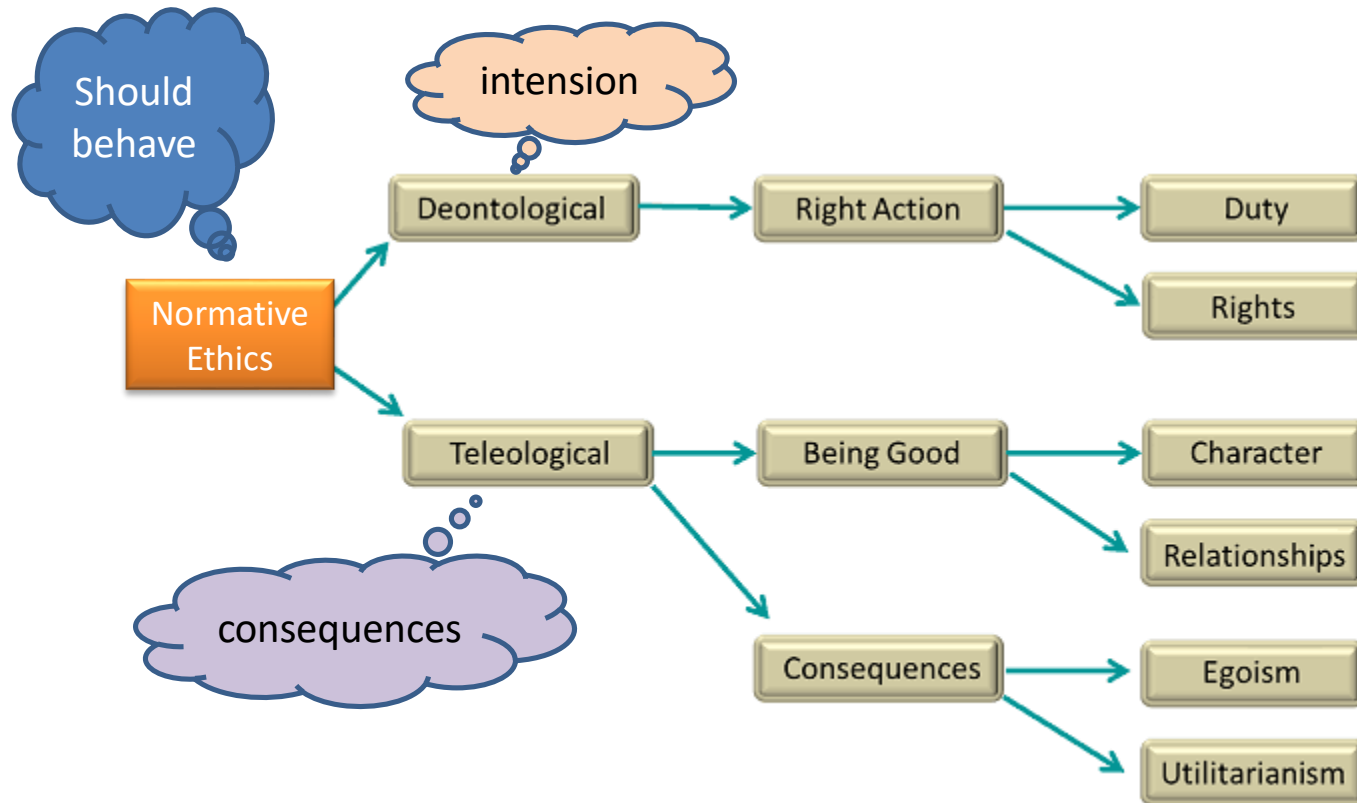 Should
behave
intension
Deontological
Right Action
Duty
Rights
Normative
Ethics
Teleological
Being Good
Character
Relationships
consequences
Consequences
Egoism
Utilitarianism